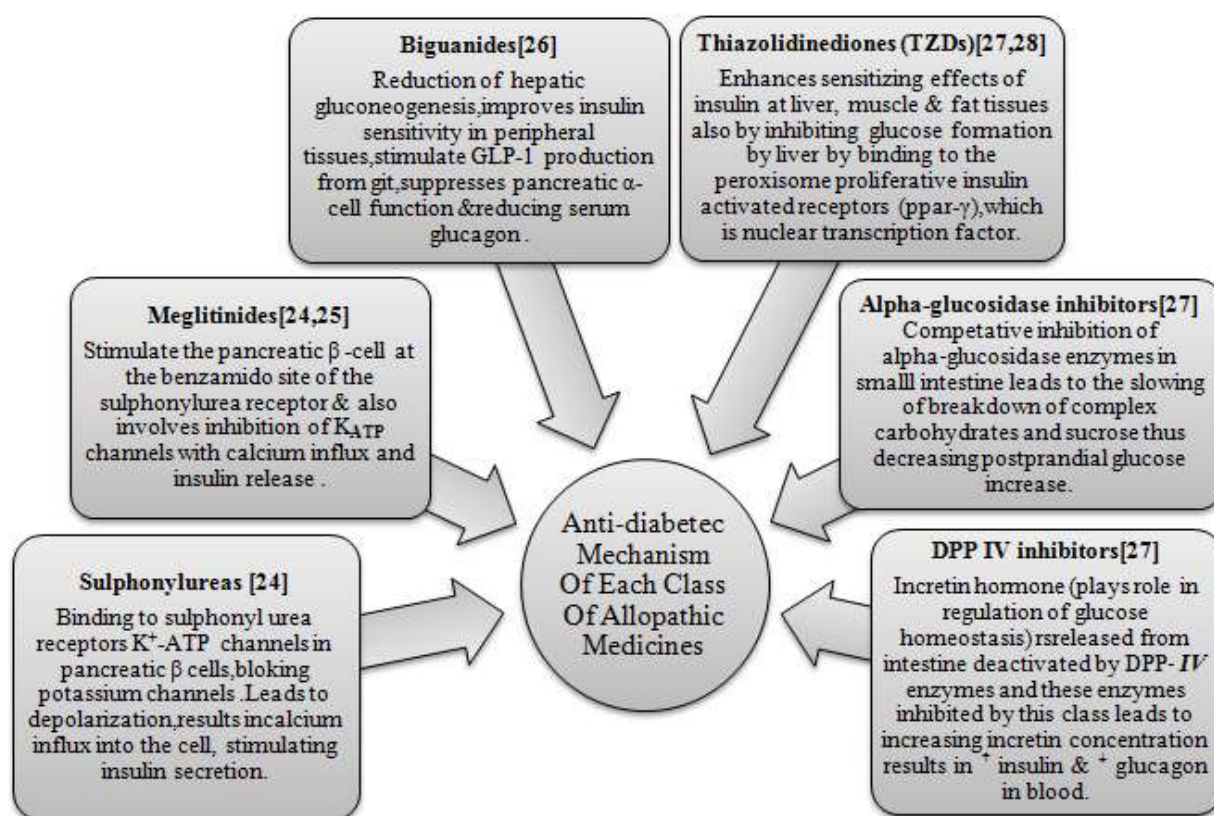 Biguanides[26]
Reduction of hepatic
gluconeogenesis,improves insulin
sensitivity in peripheral
tissues,stimulate GLP-1 production
from git,suppresses pancreatic α-
cell function &reducing serum
glucagon .
Thiazolidinediones (TZDs)[27,28]
Enhances sensitizing effects of
insulin at liver, muscle & fat tissues
also by inhibiting glucose formation
by liver by binding to the
peroxisome proliferative insulin
activated receptors (ppar-γ),which
is nuclear transcription factor.
Meglitinides[24,25]
Stimulate the pancreatic β -cell at
the benzamido site of the
sulphonylurea receptor & also
involves inhibition of KATP
channels with calcium influx and
insulin release .
Alpha-glucosidase inhibitors[27]
Competative inhibition of
alpha-glucosidase enzymes in
smalll intestine leads to the slowing
of breakdown of complex
carbohydrates and sucrose thus
decreasing postprandial glucose
increase.
Sulphonylureas [24]
Binding to sulphonyl urea
receptors K⁺-ATP channels in
pancreatic β cells,bloking
potassium channels .Leads to
depolarization,results incalcium
influx into the cell, stimulating
insulin secretion.
Anti-diabetec
Mechanism
Of Each Class
Of Allopathic
Medicines
DPP IV inhibitors[27]
Incretin hormone (plays role in
regulation of glucose
homeostasis) rsreleased from
intestine deactivated by DPP- IV
enzymes and these enzymes
inhibited by this class leads to
increasing incretin concentration
results in ⁺ insulin & ⁺ glucagon
in blood.